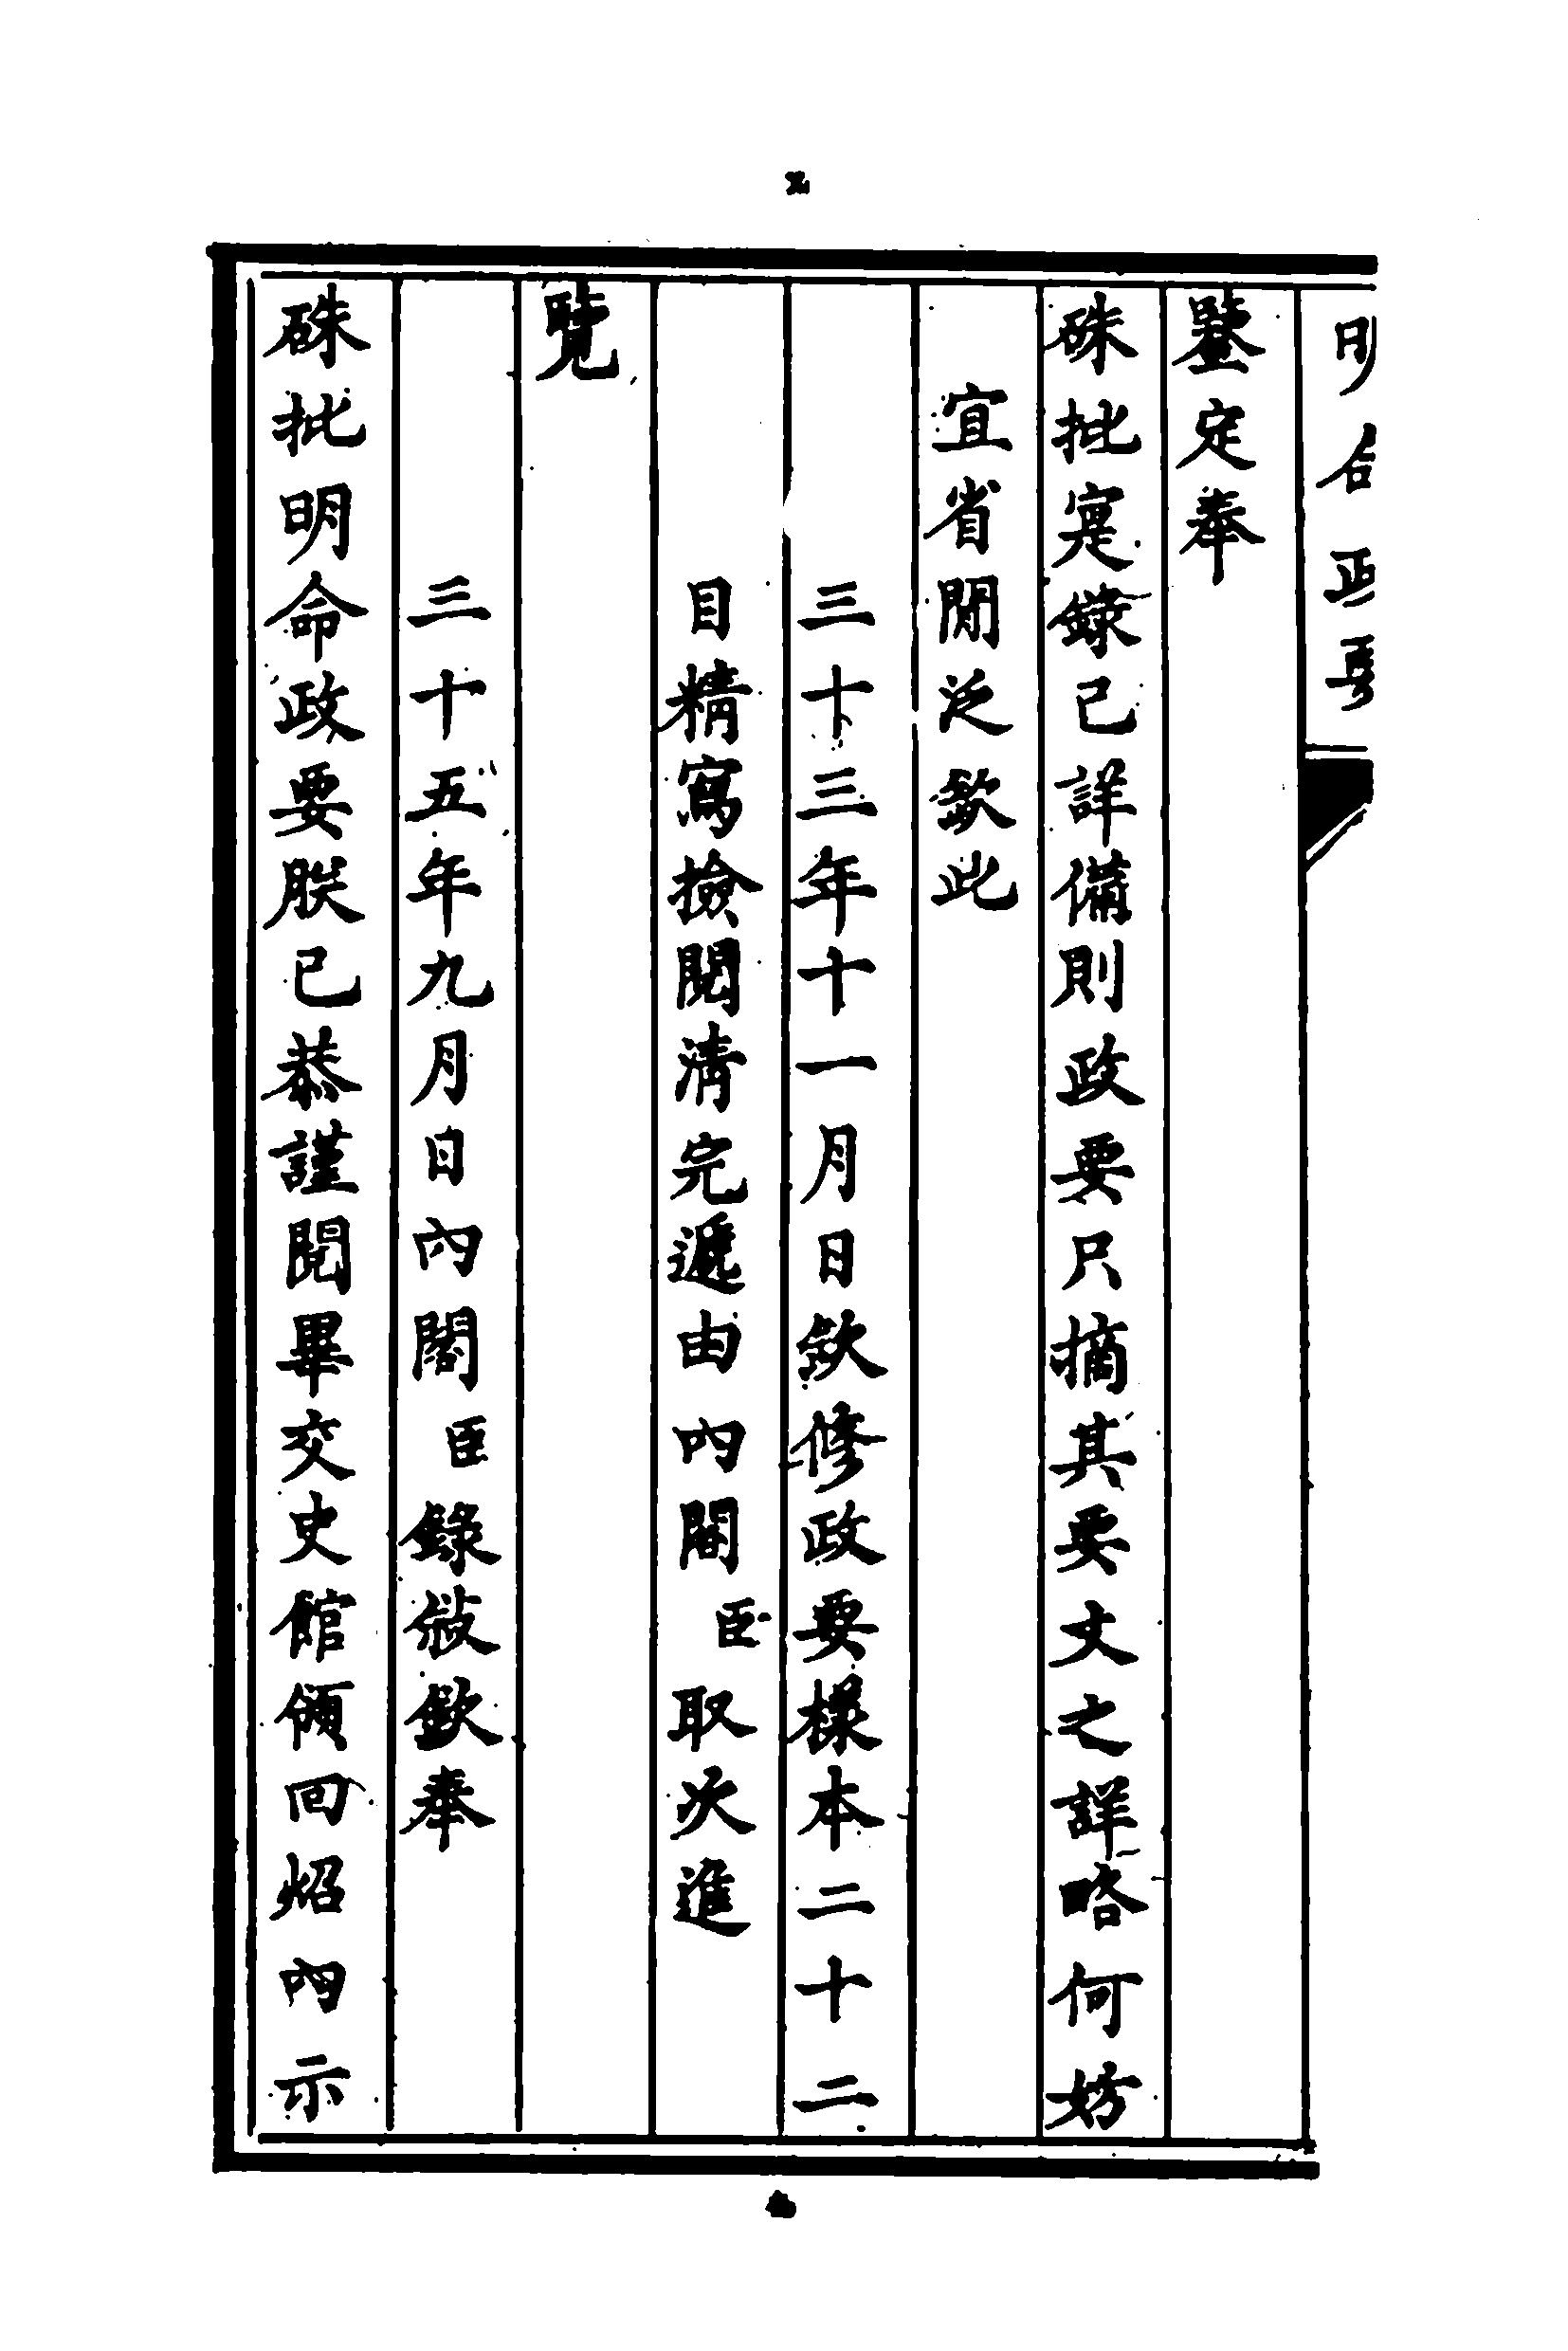 明命政要
鑒定奉
硃批寔錄已詳備則政要只摘其要文之詳略何妨
宜省閒泛欽此
三十三年十一月日欽修政要樣本二十二
目精寫撿閱清完遞由內閣臣取次進
覽
三十五年九月日內閣臣錄敘欽奉
硃批明命政要朕已恭謹閱畢交史館領回炤內示